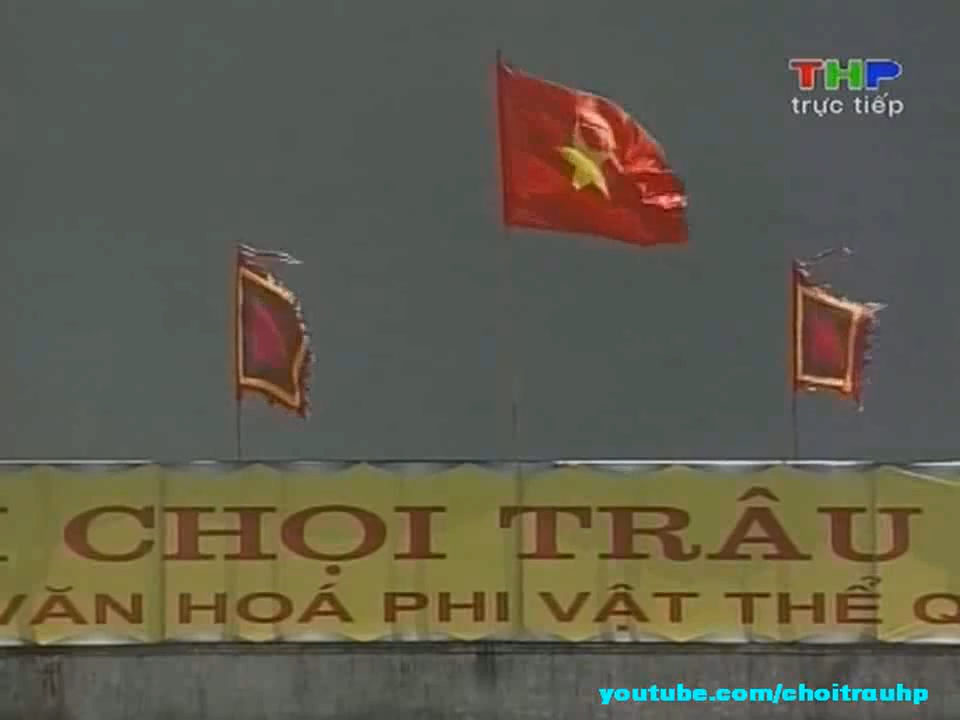 THP
trực tiếp
CHỌI TRÂU
VĂN HOÁ PHI VẬT THỂ
youtube.com/choitrauhp